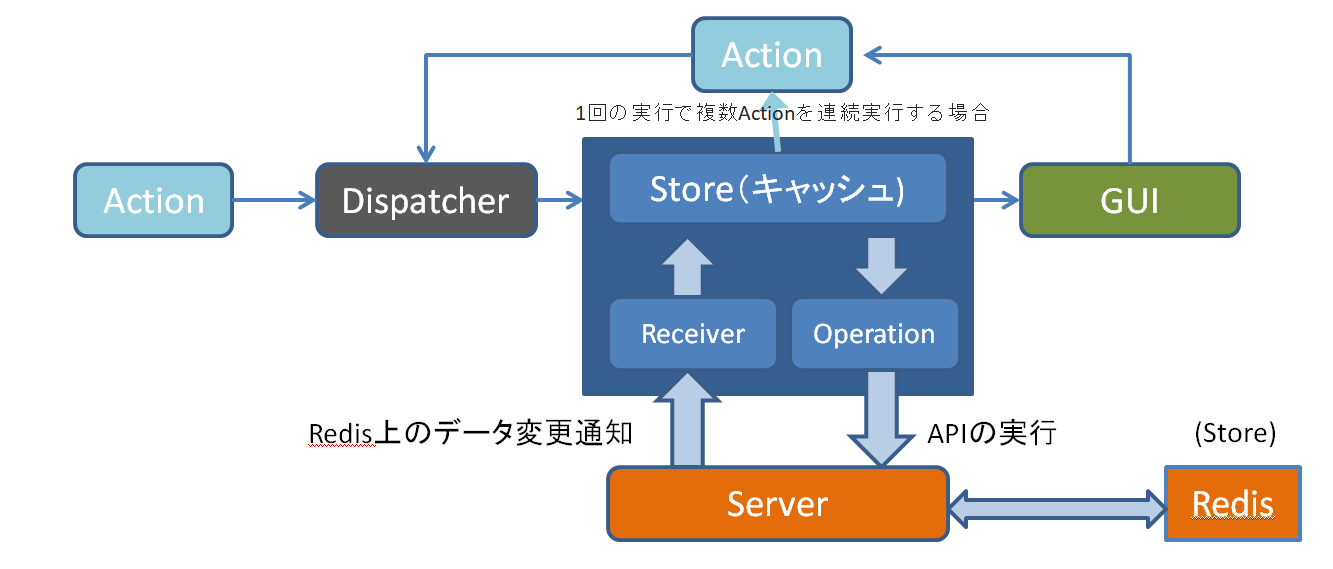 Action
1回の実行で複数Actionを連続実行する場合
Action
Dispatcher
Store(キャッシュ)
GUI
Receiver
Operation
Redis上のデータ変更通知
APIの実行
(Store)
Server
Redis